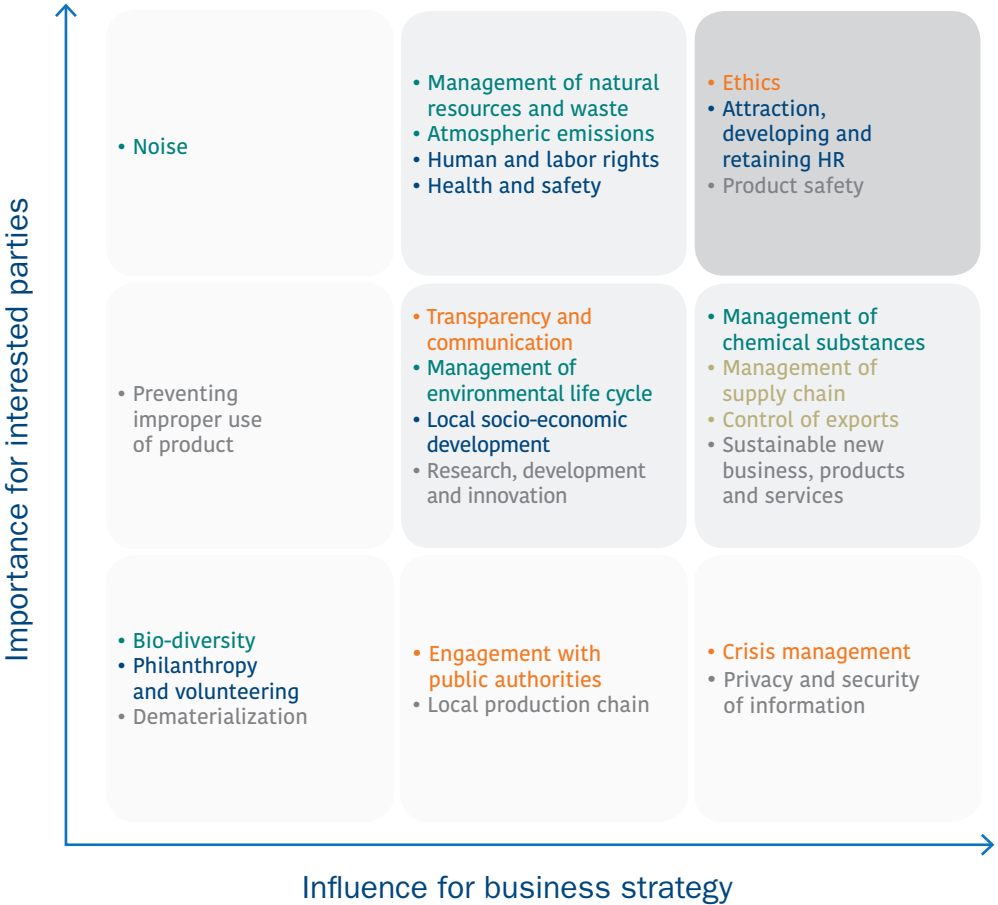 Importance for interested parties
• Noise
• Management of natural
resources and waste
• Atmospheric emissions
• Human and labor rights
• Health and safety
• Ethics
• Attraction,
developing and
retaining HR
• Product safety
• Preventing
improper use
of product
• Transparency and
communication
• Management of
environmental life cycle
• Local socio-economic
development
• Research, development
and innovation
• Management of
chemical substances
• Management of
supply chain
• Control of exports
• Sustainable new
business, products
and services
• Bio-diversity
• Philanthropy
and volunteering
• Dematerialization
• Engagement with
public authorities
• Local production chain
• Crisis management
• Privacy and security
of information
Influence for business strategy